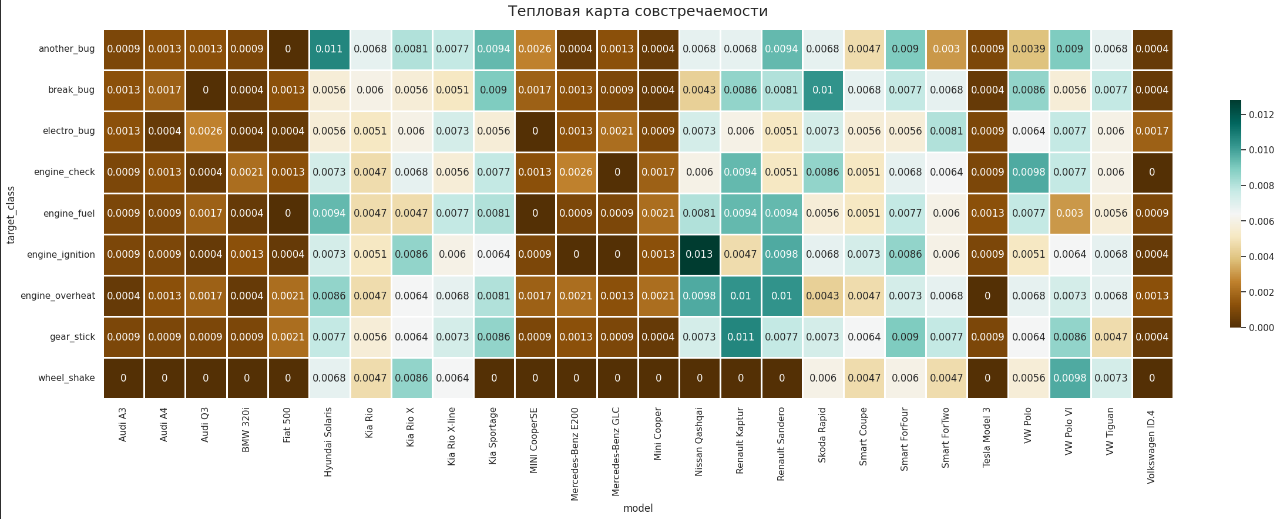 Тепловая карта совстречаемости
another_bug 0.0009 0.0013 0.0013 0.0009 0 0.011 0.0068 0.0081 0.0077 0.0094 0.0026 0.0004 0.0013 0.0004 0.0068 0.0068 0.0094 0.0068 0.0047 0.009 0.003 0.0009 0.0039 0.009 0.0068 0.0004
break_bug 0.0013 0.0017 0 0.0004 0.0013 0.0056 0.006 0.0056 0.0051 0.009 0.0017 0.0013 0.0009 0.0004 0.0043 0.0086 0.0081 0.01 0.0068 0.0077 0.0068 0.0004 0.0086 0.0056 0.0077 0.0004
electro_bug 0.0013 0.0004 0.0026 0.0004 0.0004 0.0056 0.0051 0.006 0.0073 0.0056 0 0.0013 0.0021 0.0009 0.0073 0.006 0.0051 0.0073 0.0056 0.0056 0.0081 0.0009 0.0064 0.0077 0.006 0.0017
engine_check 0.0009 0.0013 0.0004 0.0021 0.0013 0.0073 0.0047 0.0068 0.0056 0.0077 0.0013 0.0026 0 0.0017 0.006 0.0094 0.0051 0.0086 0.0051 0.0068 0.0064 0.0009 0.0098 0.0077 0.006 0
engine_fuel 0.0009 0.0009 0.0017 0.0004 0 0.0094 0.0047 0.0047 0.0077 0.0081 0 0.0009 0.0009 0.0021 0.0081 0.0094 0.0094 0.0056 0.0051 0.0077 0.006 0.0013 0.0077 0.003 0.0056 0.0009
engine_ignition 0.0009 0.0009 0.0004 0.0013 0.0004 0.0073 0.0051 0.0086 0.006 0.0064 0.0009 0 0 0.0013 0.013 0.0047 0.0098 0.0068 0.0073 0.0086 0.006 0.0009 0.0051 0.0064 0.0068 0.0004
engine_overheat 0.0004 0.0013 0.0017 0.0004 0.0021 0.0086 0.0047 0.0064 0.0068 0.0081 0.0017 0.0021 0.0013 0.0021 0.0098 0.01 0.01 0.0043 0.0047 0.0073 0.0068 0 0.0068 0.0073 0.0068 0.0013
gear_stick 0.0009 0.0009 0.0009 0.0009 0.0021 0.0077 0.0056 0.0064 0.0073 0.0086 0.0009 0.0013 0.0009 0.0004 0.0073 0.011 0.0077 0.0073 0.0064 0.009 0.0077 0.0009 0.0064 0.0086 0.0047 0.0004
wheel_shake 0 0 0 0 0 0.0068 0.0047 0.0086 0.0064 0 0 0 0 0 0 0 0 0.006 0.0047 0.006 0.0047 0 0.0056 0.0098 0.0073 0
target_class
Audi A3
Audi A4
Audi Q3
BMW 320i
Fiat 500
Hyundai Solaris
Kia Rio
Kia Rio X
Kia Rio X-line
Kia Sportage
MINI CooperSE
Mercedes-Benz E200
Mercedes-Benz GLC
Mini Cooper
Nissan Qashqai
Renault Kaptur
Renault Sandero
Skoda Rapid
Smart Coupe
Smart ForFour
Smart ForTwo
Tesla Model 3
VW Polo
VW Polo VI
VW Tiguan
Volkswagen ID.4
model
0.012
0.010
0.008
0.006
0.004
0.002
0.000